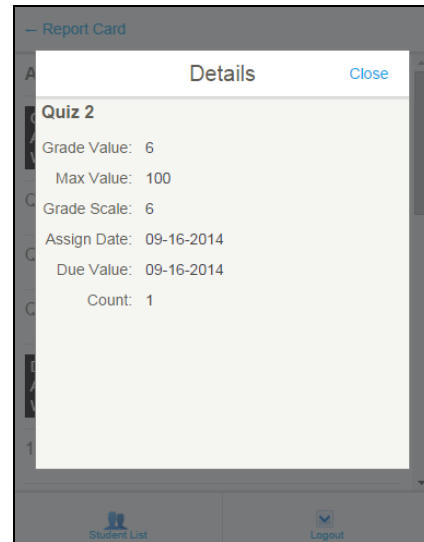 ← Report Card
Details
Close
Quiz 2
Grade Value: 6
Max Value: 100
Grade Scale: 6
Assign Date: 09-16-2014
Due Value: 09-16-2014
Count: 1
Student List
Logout